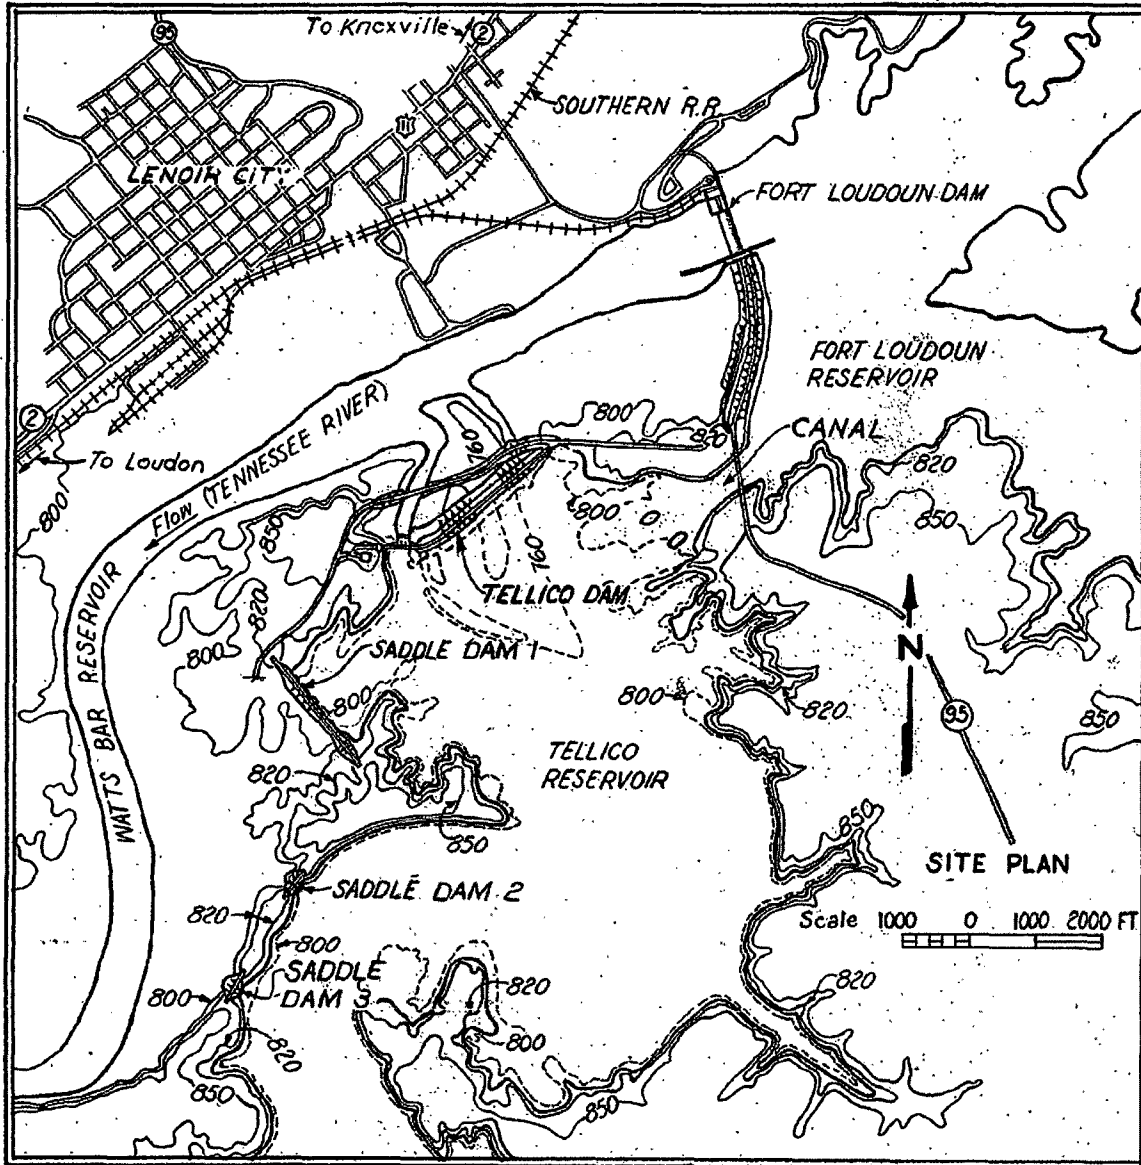 95
To Knoxville
2
SOUTHERN R.R.
111
LENOIR CITY
FORT LOUDOUN DAM
FORT LOUDOUN
RESERVOIR
2
To Loudon
800
Flow (TENNESSEE RIVER)
WATTS BAR RESERVOIR
760
800
820
CANAL
820
850
850
800
760
TELLICO DAM
820
800
SADDLE DAM 1
800
800
820
N
95
850
TELLICO
RESERVOIR
820
850
850
SITE PLAN
SADDLE DAM 2
820
800
Scale 1000 0 1000 2000 FT.
SADDLE
DAM 3
800
820
820
800
820
850
850